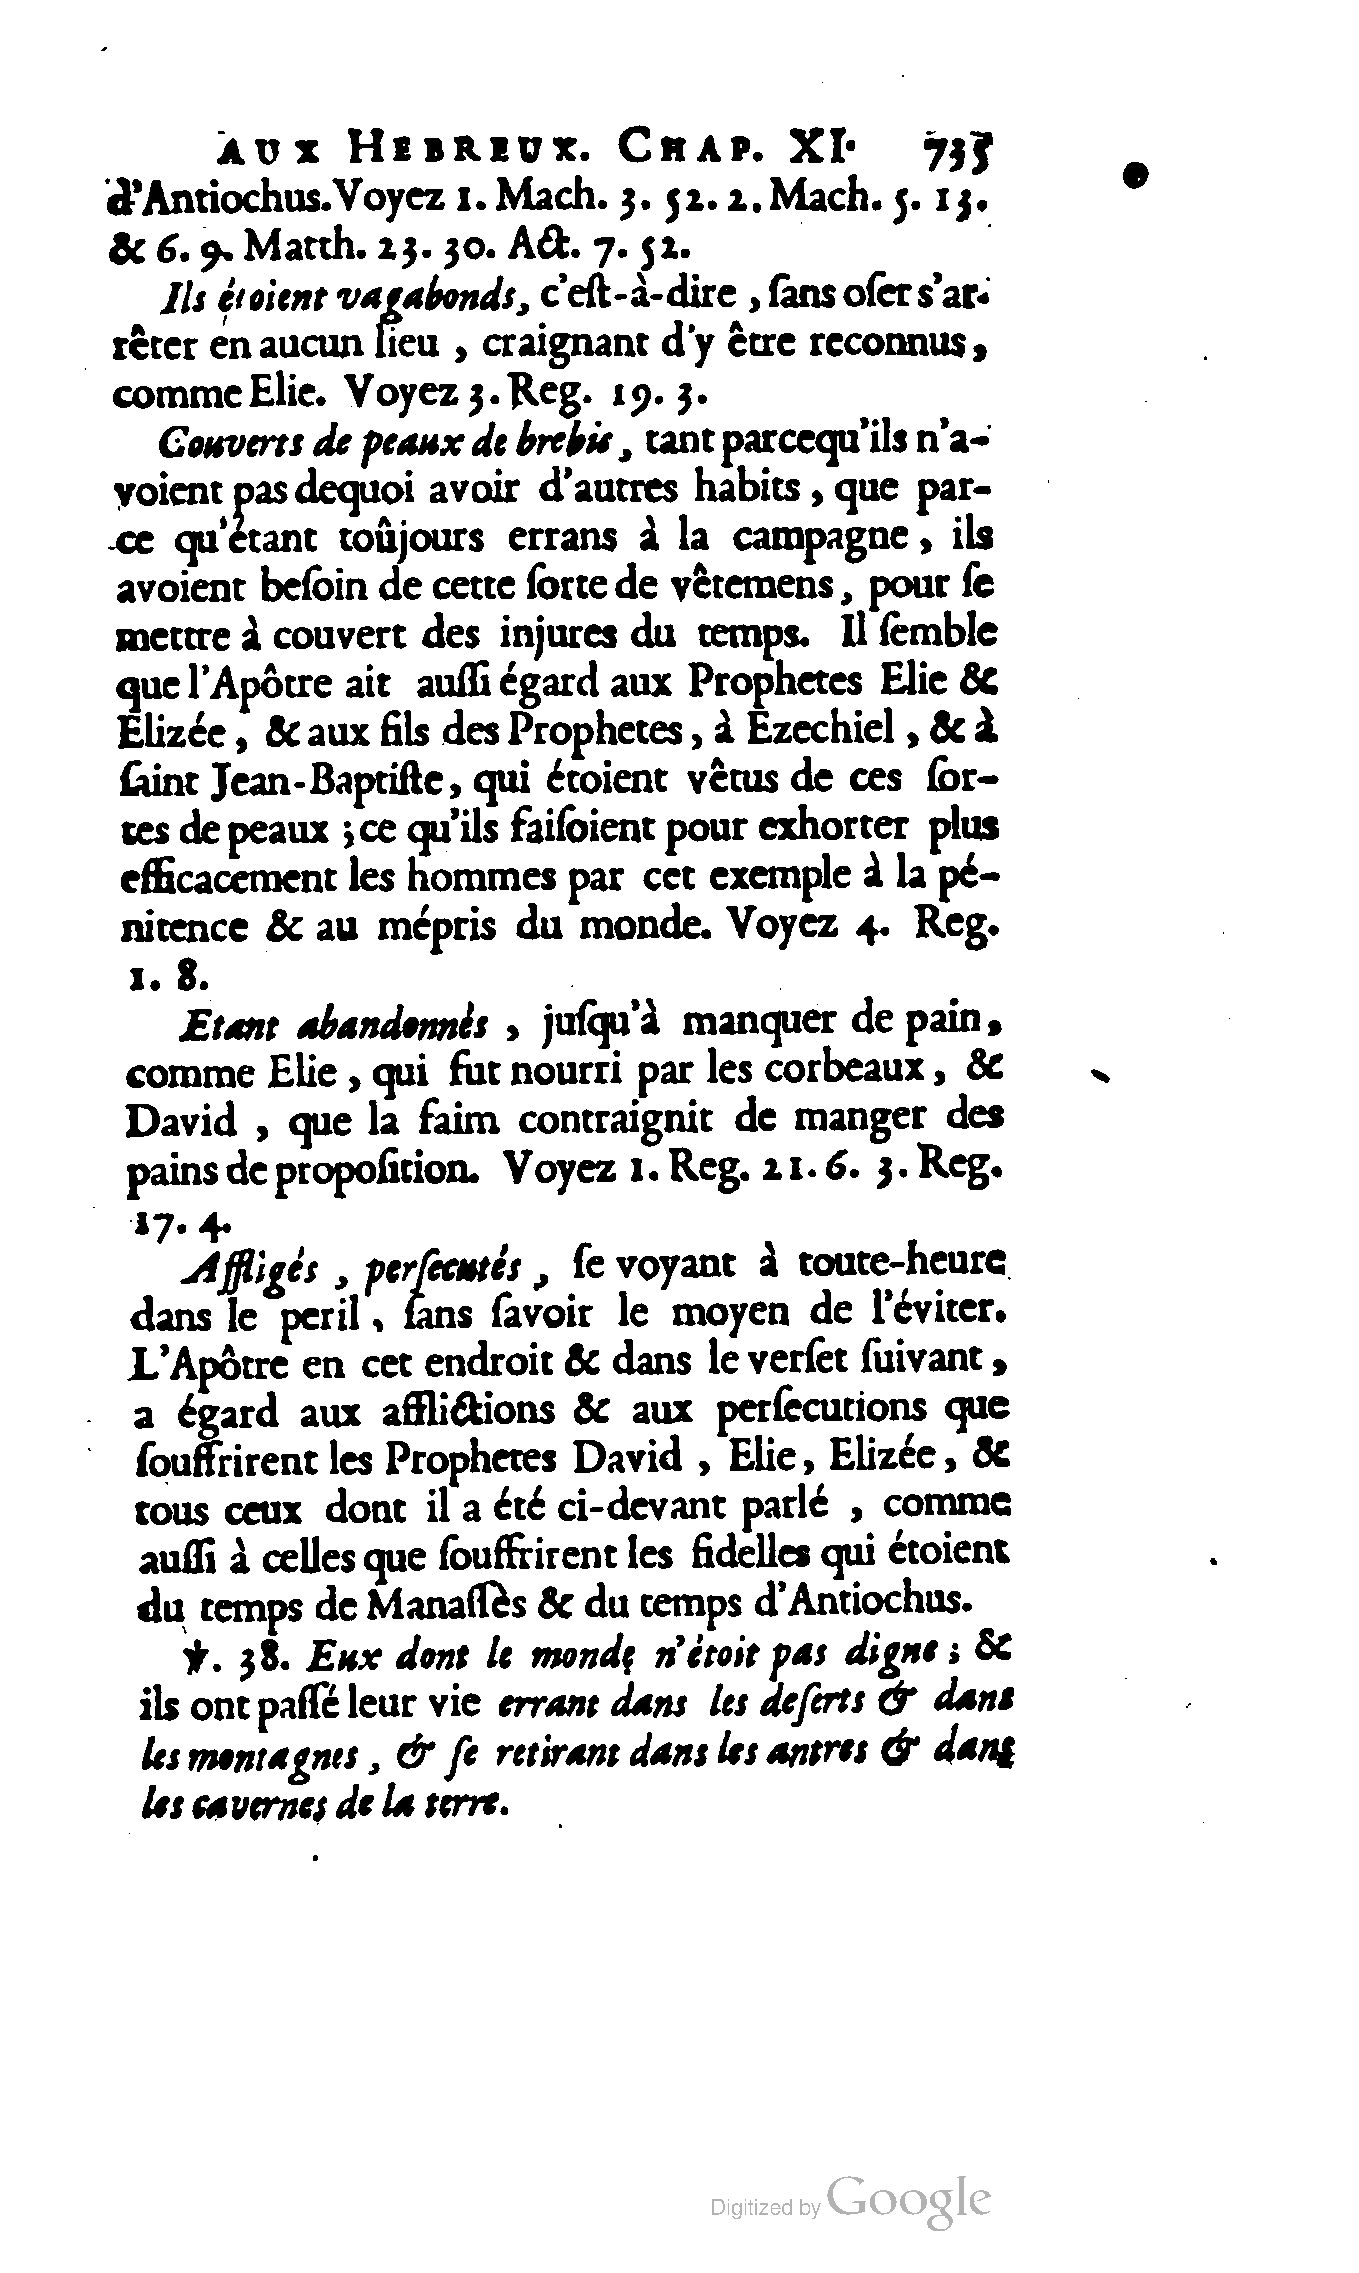 AUX HEBREUX. CHAP. XI. 735
d'Antiochus. Voyez 1. Mach. 3. 52. 2. Mach. 5. 13.
& 6. 9. Matth. 23. 30. Act. 7. 52.
Ils étoient vagabonds, c'eſt-à-dire, ſans oſer s'ar-
rêter en aucun lieu, craignant d'y être reconnus,
comme Elie. Voyez 3. Reg. 19. 3.
Couverts de peaux de brebis, tant parcequ'ils n'a-
voient pas dequoi avoir d'autres habits, que par-
ce qu'étant toûjours errans à la campagne, ils
avoient beſoin de cette ſorte de vêtemens, pour ſe
mettre à couvert des injures du temps. Il ſemble
que l'Apôtre ait auſſi égard aux Prophetes Elie &
Elizée, & aux fils des Prophetes, à Ezechiel, & à
ſaint Jean-Baptiſte, qui étoient vêtus de ces ſor-
tes de peaux ; ce qu'ils faiſoient pour exhorter plus
efficacement les hommes par cet exemple à la pé-
nitence & au mépris du monde. Voyez 4. Reg.
1. 8.
Etant abandonnés, juſqu'à manquer de pain,
comme Elie, qui fut nourri par les corbeaux, &
David, que la faim contraignit de manger des
pains de propoſition. Voyez 1. Reg. 21. 6. 3. Reg.
17. 4.
Affligés, perſecutés, ſe voyant à toute-heure
dans le peril, ſans ſavoir le moyen de l'éviter.
L'Apôtre en cet endroit & dans le verſet ſuivant,
a égard aux afflictions & aux perſecutions que
ſouffrirent les Prophetes David, Elie, Elizée, &
tous ceux dont il a été ci-devant parlé, comme
auſſi à celles que ſouffrirent les fidelles qui étoient
du temps de Manaſſès & du temps d'Antiochus.
℣. 38. Eux dont le monde n'étoit pas digne ; &
ils ont paſſé leur vie errant dans les deſerts & dans
les montagnes, & ſe retirant dans les antres & dans
les cavernes de la terre.
Digitized by Google